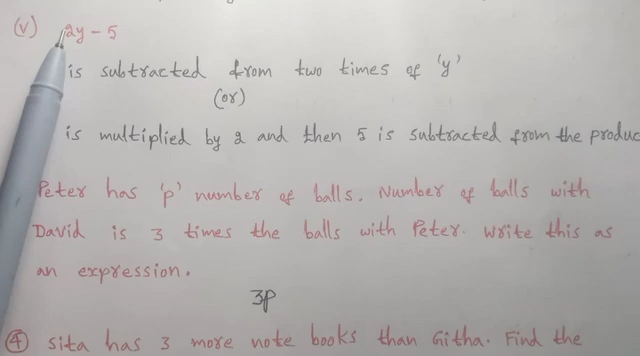 (v) 2y - 5
is subtracted from two times of 'y'
(or)
is multiplied by 2 and then 5 is subtracted from the produc
Peter has 'p' number of balls. Number of balls with
David is 3 times the balls with Peter. Write this as
an expression.
3p
④ Sita has 3 more note books than Githa. Find the